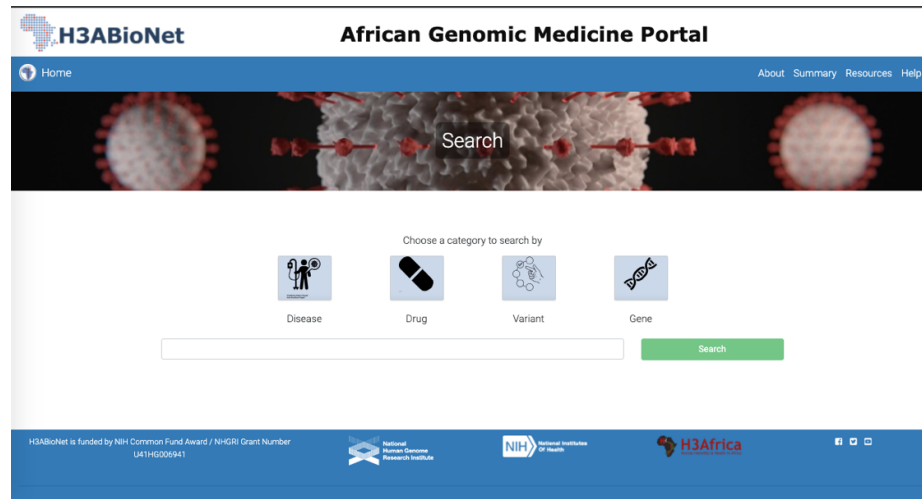 H3ABioNet
African Genomic Medicine Portal
Home
About Summary Resources Help
Search
Choose a category to search by
Disease
Drug
Variant
Gene
Search
H3ABioNet is funded by NIH Common Fund Award / NHGRI Grant Number
U41HG006941
National
Human Genome
Research Institute
NIH
National Institutes
Of Health
H3Africa